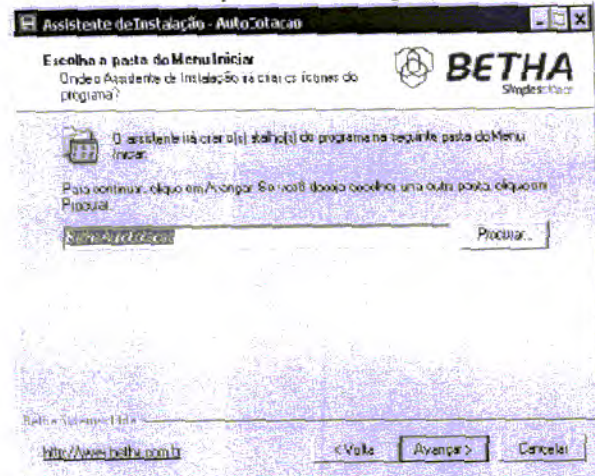 Assistente de Instalação - AutoCotacao
Escolha a pasta do Menu Iniciar
Onde o Assistente de Instalação irá criar os ícones do
programa?
BETHA
O assistente irá criar o(s) atalho(s) do programa na seguinte pasta do Menu
Iniciar.
Para continuar, clique em Avançar. Se você deseja escolher uma outra pasta, clique em
Procurar.
Procurar...
http://www.betha.com.br
< Volta
Avançar >
Cancelar